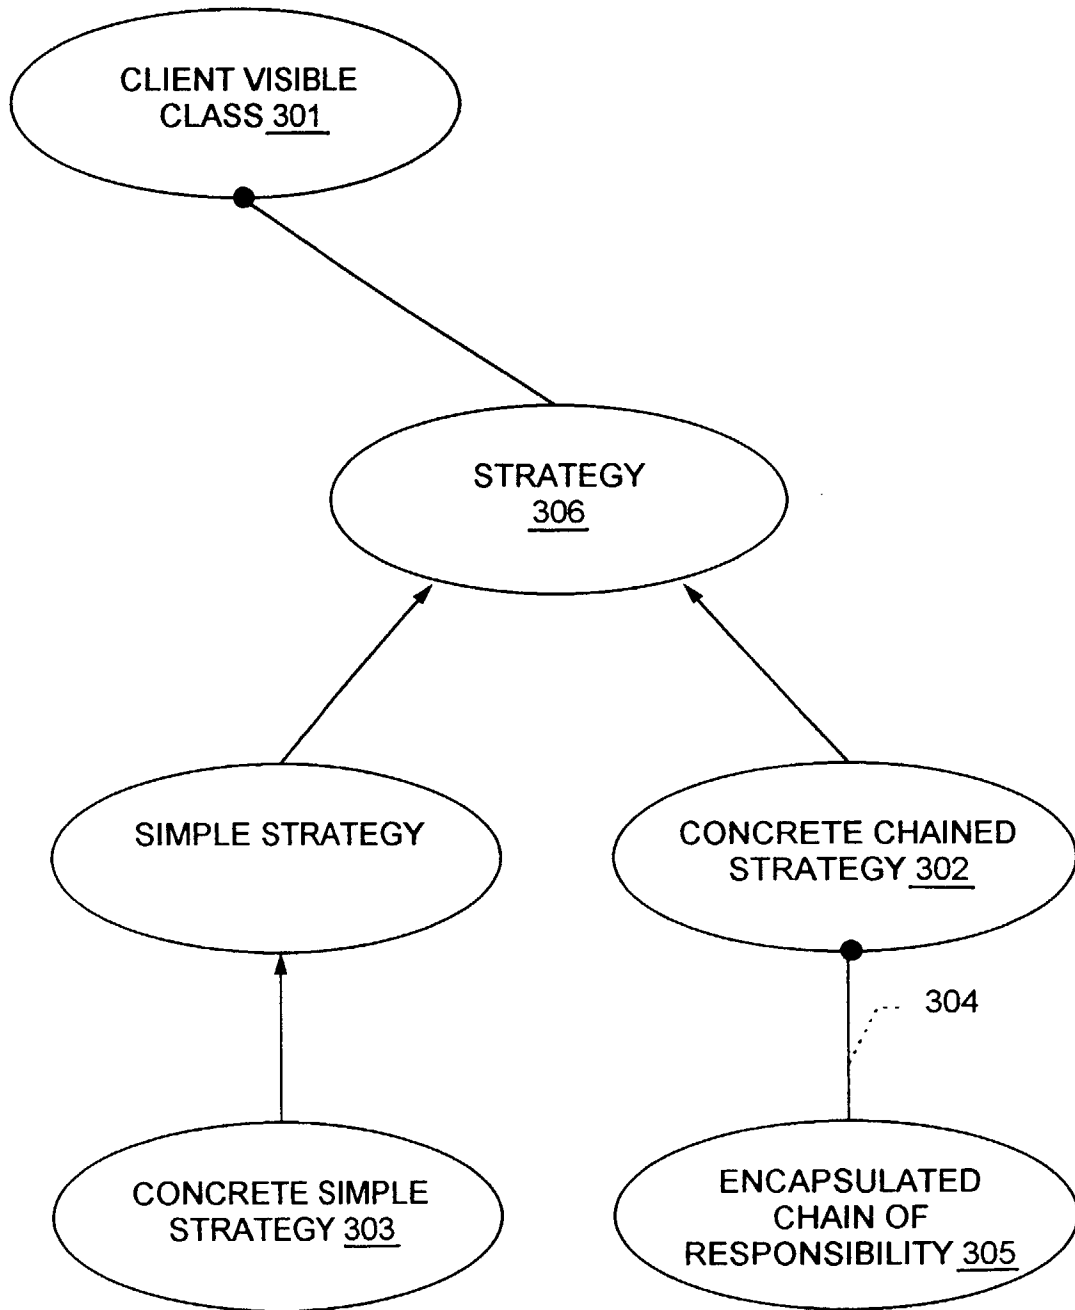 CLIENT VISIBLE
CLASS 301
STRATEGY
306
SIMPLE STRATEGY
CONCRETE CHAINED
STRATEGY 302
304
CONCRETE SIMPLE
STRATEGY 303
ENCAPSULATED
CHAIN OF
RESPONSIBILITY 305